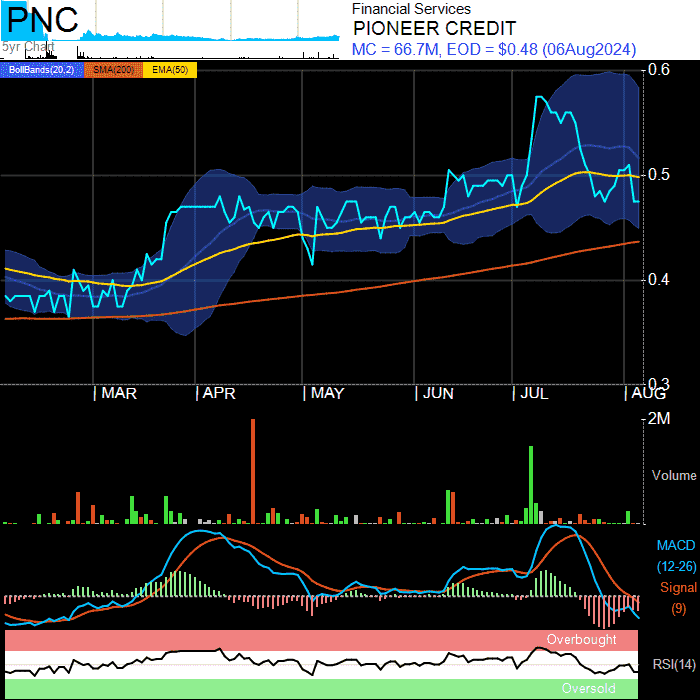 PNC
5yr Chart
Financial Services
PIONEER CREDIT
MC = 66.7M, EOD = $0.48 (06Aug2024)
BollBands(20,2) SMA(200) EMA(50)
0.6
0.5
0.4
0.3
MAR APR MAY JUN JUL AUG
2M
Volume
MACD
(12-26)
Signal
(9)
Overbought
RSI(14)
Oversold